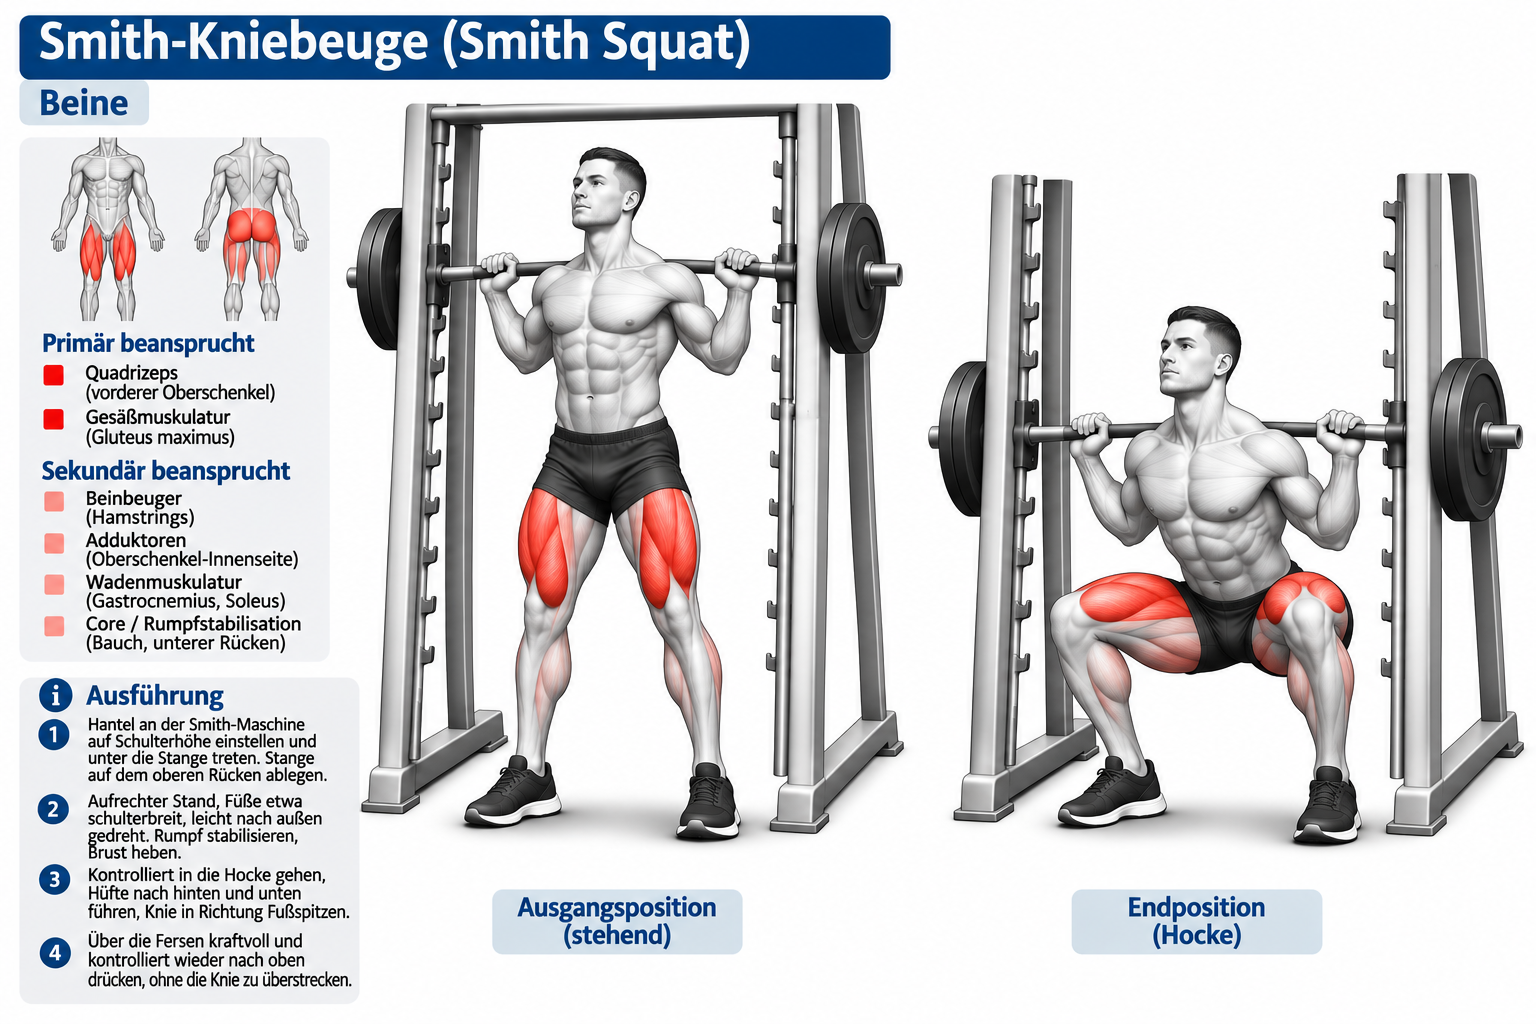 Smith-Kniebeuge (Smith Squat)
Beine
Primär beansprucht
Quadrizeps
(vorderer Oberschenkel)
Gesäßmuskulatur
(Gluteus maximus)
Sekundär beansprucht
Beinbeuger
(Hamstrings)
Adduktoren
(Oberschenkel-Innenseite)
Wadenmuskulatur
(Gastrocnemius, Soleus)
Core / Rumpfstabilisation
(Bauch, unterer Rücken)
i Ausführung
1 Hantel an der Smith-Maschine
auf Schulterhöhe einstellen und
unter die Stange treten. Stange
auf dem oberen Rücken ablegen.
2 Aufrechter Stand, Füße etwa
schulterbreit, leicht nach außen
gedreht. Rumpf stabilisieren,
Brust heben.
3 Kontrolliert in die Hocke gehen,
Hüfte nach hinten und unten
führen, Knie in Richtung Fußspitzen.
4 Über die Fersen kraftvoll und
kontrolliert wieder nach oben
drücken, ohne die Knie zu überstrecken.
Ausgangsposition
(stehend)
Endposition
(Hocke)